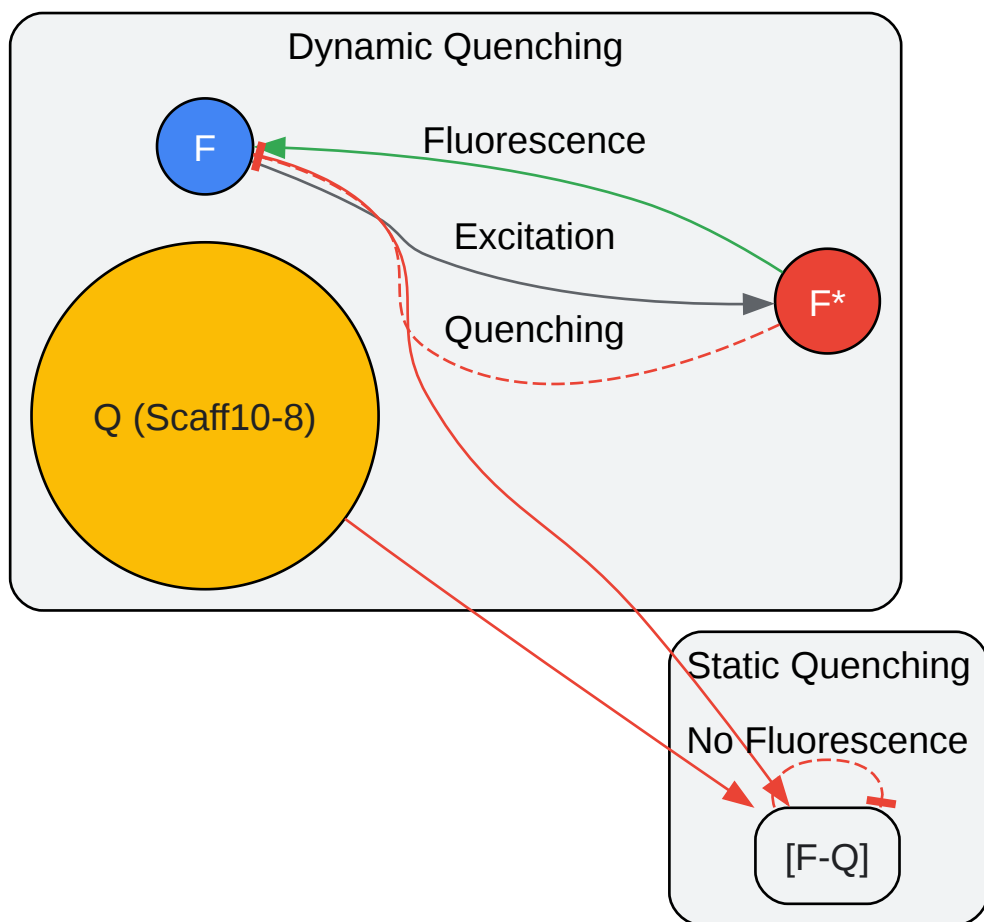 Dynamic Quenching
F
Fluorescence
Excitation
F*
Quenching
Q (Scaff10-8)
Static Quenching
No Fluorescence
[F-Q]